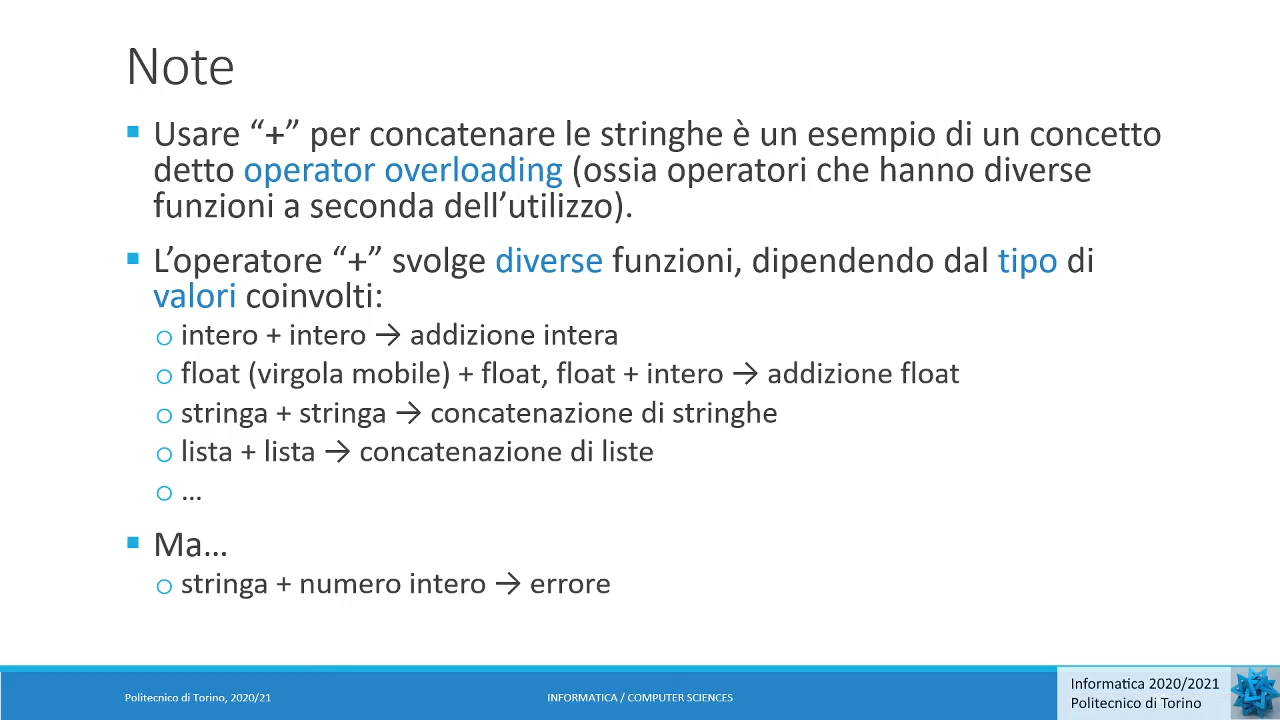 Note
▪ Usare “+” per concatenare le stringhe è un esempio di un concetto
detto operator overloading (ossia operatori che hanno diverse
funzioni a seconda dell’utilizzo).
▪ L’operatore “+” svolge diverse funzioni, dipendendo dal tipo di
valori coinvolti:
o intero + intero → addizione intera
o float (virgola mobile) + float, float + intero → addizione float
o stringa + stringa → concatenazione di stringhe
o lista + lista → concatenazione di liste
o …
▪ Ma…
o stringa + numero intero → errore
Politecnico di Torino, 2020/21
INFORMATICA / COMPUTER SCIENCES
Informatica 2020/2021
Politecnico di Torino